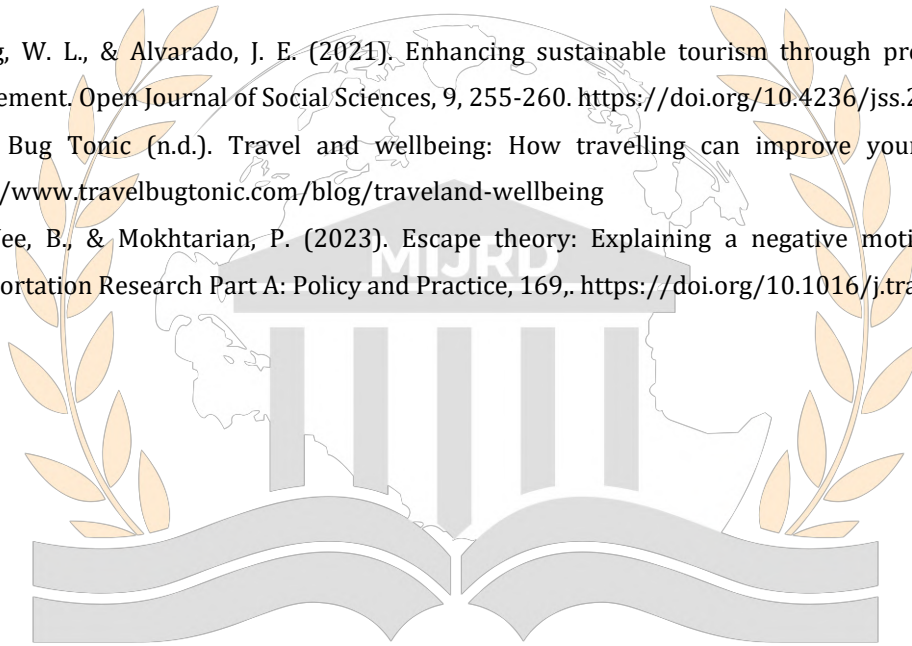 g, W. L., & Alvarado, J. E. (2021). Enhancing sustainable tourism through pro
ement. Open Journal of Social Sciences, 9, 255-260. https://doi.org/10.4236/jss.2
Bug Tonic (n.d.). Travel and wellbeing: How travelling can improve your
//www.travelbugtonic.com/blog/traveland-wellbeing
ee, B., & Mokhtarian, P. (2023). Escape theory: Explaining a negative moti
ortation Research Part A: Policy and Practice, 169,. https://doi.org/10.1016/j.tra
MIJRD